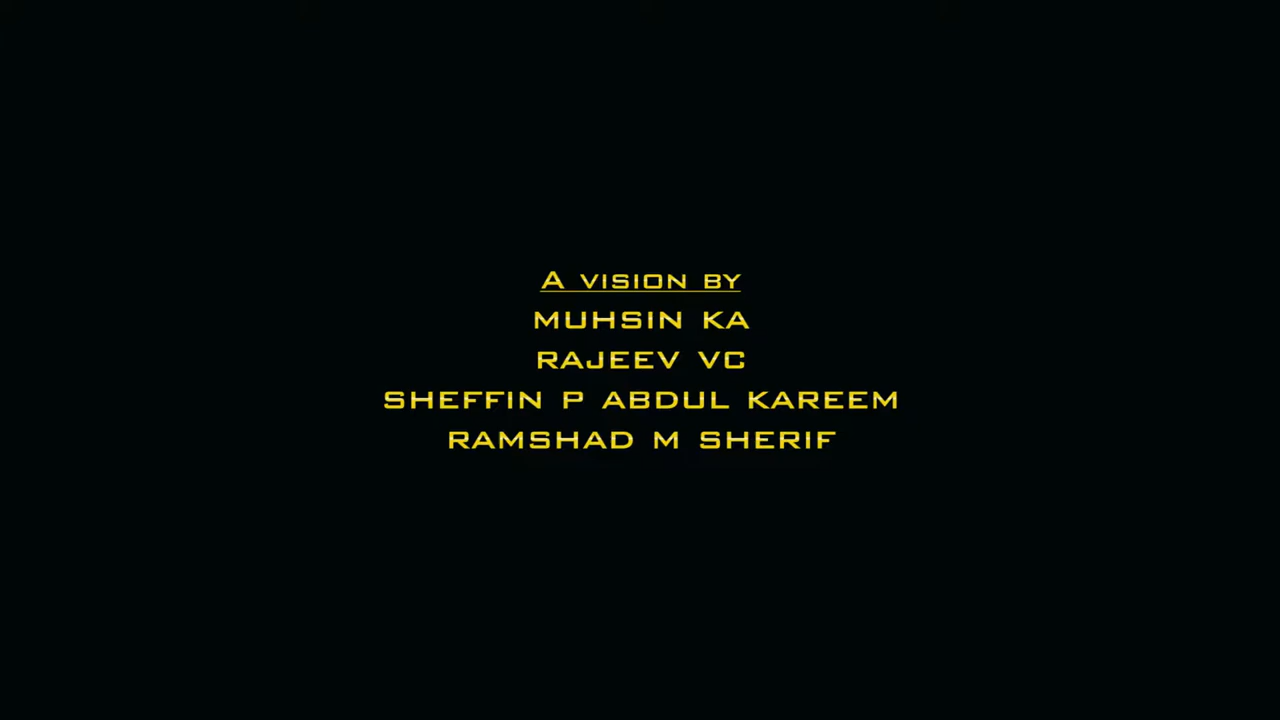 A VISION BY
MUHSIN KA
RAJEEV VC
SHEFFIN P ABDUL KAREEM
RAMSHAD M SHERIF